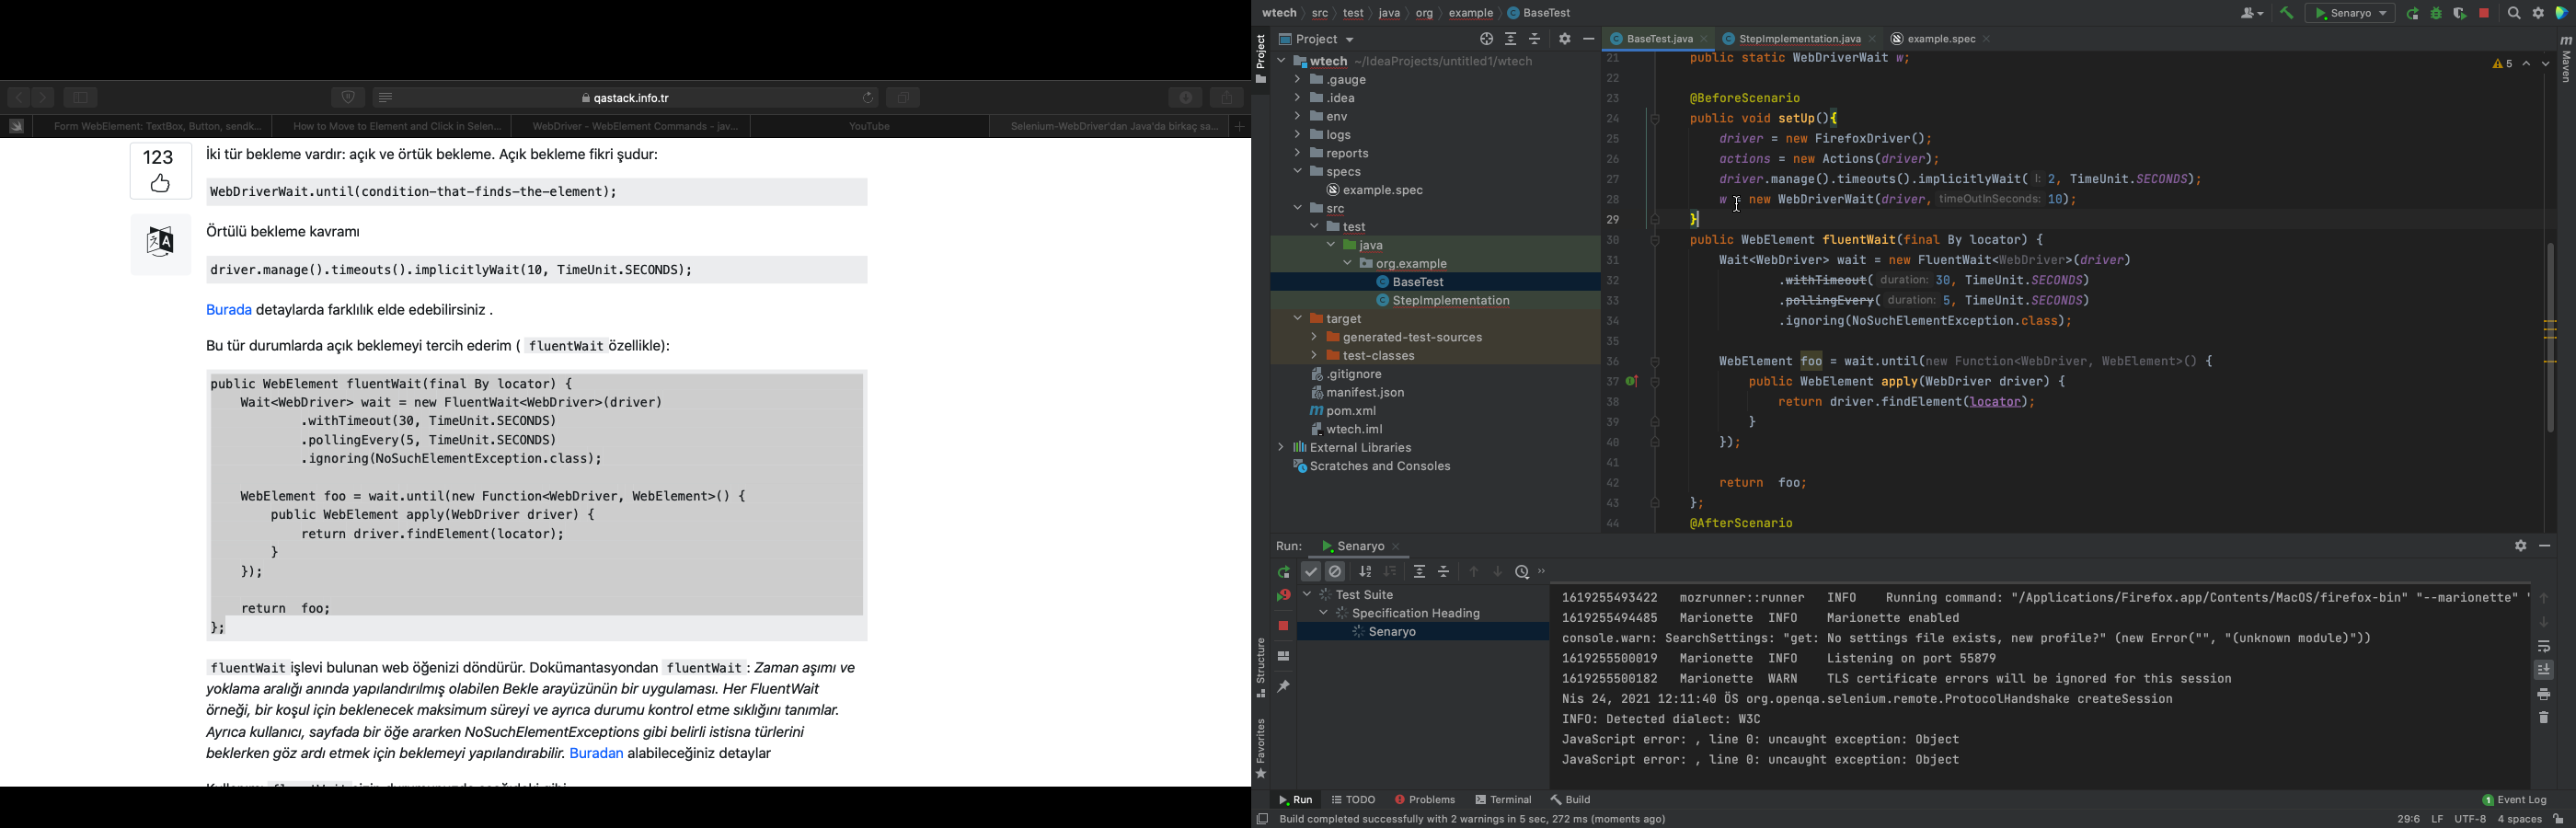 qastack.info.tr
Form WebElement: TextBox, Button, sendk...
How to Move to Element and Click in Selen...
WebDriver - WebElement Commands - jav...
YouTube
Selenium-WebDriver'dan Java'da birkaç sa...
123
İki tür bekleme vardır: açık ve örtük bekleme. Açık bekleme fikri şudur:
WebDriverWait.until(condition-that-finds-the-element);
Örtülü bekleme kavramı
driver.manage().timeouts().implicitlyWait(10, TimeUnit.SECONDS);
Burada detaylarda farklılık elde edebilirsiniz .
Bu tür durumlarda açık beklemeyi tercih ederim ( fluentWait özellikle):
public WebElement fluentWait(final By locator) {
Wait<WebDriver> wait = new FluentWait<WebDriver>(driver)
.withTimeout(30, TimeUnit.SECONDS)
.pollingEvery(5, TimeUnit.SECONDS)
.ignoring(NoSuchElementException.class);
WebElement foo = wait.until(new Function<WebDriver, WebElement>() {
public WebElement apply(WebDriver driver) {
return driver.findElement(locator);
}
});
return  foo;
};
fluentWait işlevi bulunan web öğenizi döndürür. Dokümantasyondan fluentWait : Zaman aşımı ve
yoklama aralığı anında yapılandırılmış olabilen Bekle arayüzünün bir uygulaması. Her FluentWait
örneği, bir koşul için beklenecek maksimum süreyi ve ayrıca durumu kontrol etme sıklığını tanımlar.
Ayrıca kullanıcı, sayfada bir öğe ararken NoSuchElementExceptions gibi belirli istisna türlerini
beklerken göz ardı etmek için beklemeyi yapılandırabilir. Buradan alabileceğiniz detaylar
wtech src test java org example BaseTest
Senaryo
Project
Project
wtech ~/IdeaProjects/untitled1/wtech
.gauge
.idea
env
logs
reports
specs
example.spec
src
test
java
org.example
BaseTest
StepImplementation
target
generated-test-sources
test-classes
.gitignore
manifest.json
pom.xml
wtech.iml
External Libraries
Scratches and Consoles
BaseTest.java
StepImplementation.java
example.spec
Maven
5
21 public static WebDriverWait w;
22
23 @BeforeScenario
24 public void setUp(){
25 driver = new FirefoxDriver();
26 actions = new Actions(driver);
27 driver.manage().timeouts().implicitlyWait( l: 2, TimeUnit.SECONDS);
28 w = new WebDriverWait(driver, timeOutInSeconds: 10);
29 }
30 public WebElement fluentWait(final By locator) {
31 Wait<WebDriver> wait = new FluentWait<WebDriver>(driver)
32 .withTimeout( duration: 30, TimeUnit.SECONDS)
33 .pollingEvery( duration: 5, TimeUnit.SECONDS)
34 .ignoring(NoSuchElementException.class);
35
36 WebElement foo = wait.until(new Function<WebDriver, WebElement>() {
37 public WebElement apply(WebDriver driver) {
38 return driver.findElement(locator);
39 }
40 });
41
42 return  foo;
43 };
44 @AfterScenario
Run: Senaryo
Test Suite
Specification Heading
Senaryo
1619255493422 mozrunner::runner INFO Running command: "/Applications/Firefox.app/Contents/MacOS/firefox-bin" "--marionette" "
1619255494485 Marionette INFO Marionette enabled
console.warn: SearchSettings: "get: No settings file exists, new profile?" (new Error("", "(unknown module)"))
1619255500019 Marionette INFO Listening on port 55879
1619255500182 Marionette WARN TLS certificate errors will be ignored for this session
Nis 24, 2021 12:11:40 ÖS org.openqa.selenium.remote.ProtocolHandshake createSession
INFO: Detected dialect: W3C
JavaScript error: , line 0: uncaught exception: Object
JavaScript error: , line 0: uncaught exception: Object
Structure
Favorites
Run
TODO
Problems
Terminal
Build
1 Event Log
Build completed successfully with 2 warnings in 5 sec, 272 ms (moments ago)
29:6 LF UTF-8 4 spaces